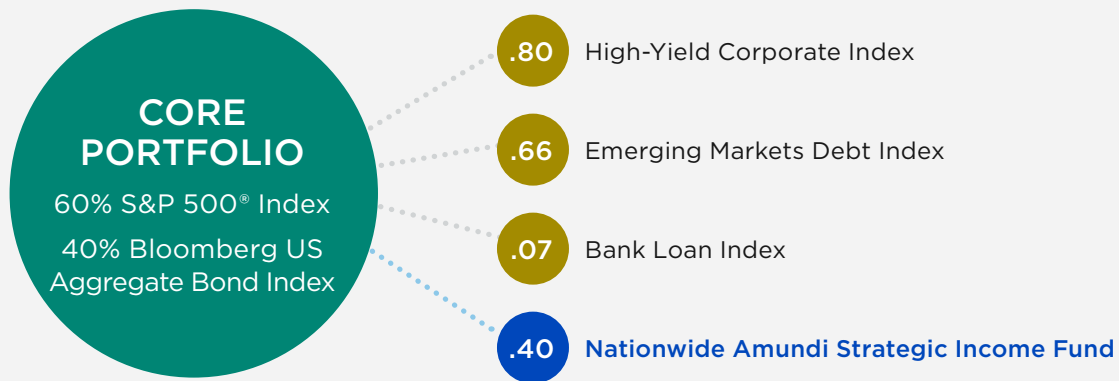 CORE
PORTFOLIO
60% S&P 500® Index
40% Bloomberg US
Aggregate Bond Index
.80 High-Yield Corporate Index
.66 Emerging Markets Debt Index
.07 Bank Loan Index
.40 Nationwide Amundi Strategic Income Fund